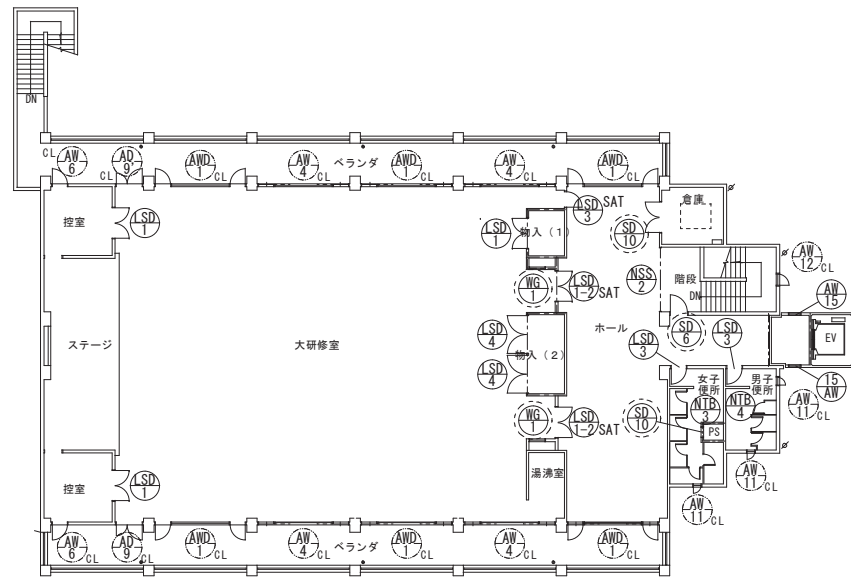 DN
CL
AW
6
CL
AD
9'
AWD
1
AW
4
ベランダ
AWD
1
AW
4
AWD
1
控室
LSD
1
LSD
1
物入(1)
LSD
3
SAT
SD
10
倉庫
WG
1
LSD
1-2
SAT
NSS
2
階段
DN
AW
12
CL
AW
15
ステージ
大研修室
LSD
4
物入(2)
LSD
4
ホール
LSD
3
SD
6
LSD
3
EV
15
AW
女子
便所
男子
便所
NTB
3
NTB
4
AW
11
CL
WG
1
LSD
1-2
SAT
SD
10
PS
控室
LSD
1
湯沸室
AW
11
CL
AW
11
CL
AW
6
CL
AD
9
CL
AWD
1
CL
AW
4
CL
ベランダ
AWD
1
CL
AW
4
CL
AWD
1
CL